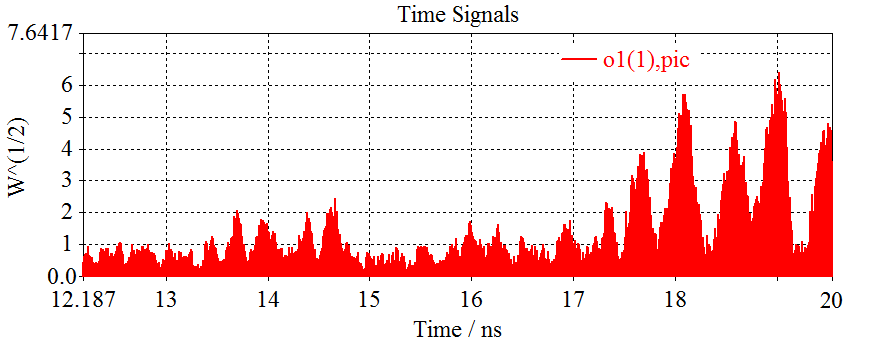 Time Signals
7.6417
o1(1),pic
6
5
4
3
2
1
0.0
W^(1/2)
12.187 13 14 15 16 17 18 20
Time / ns